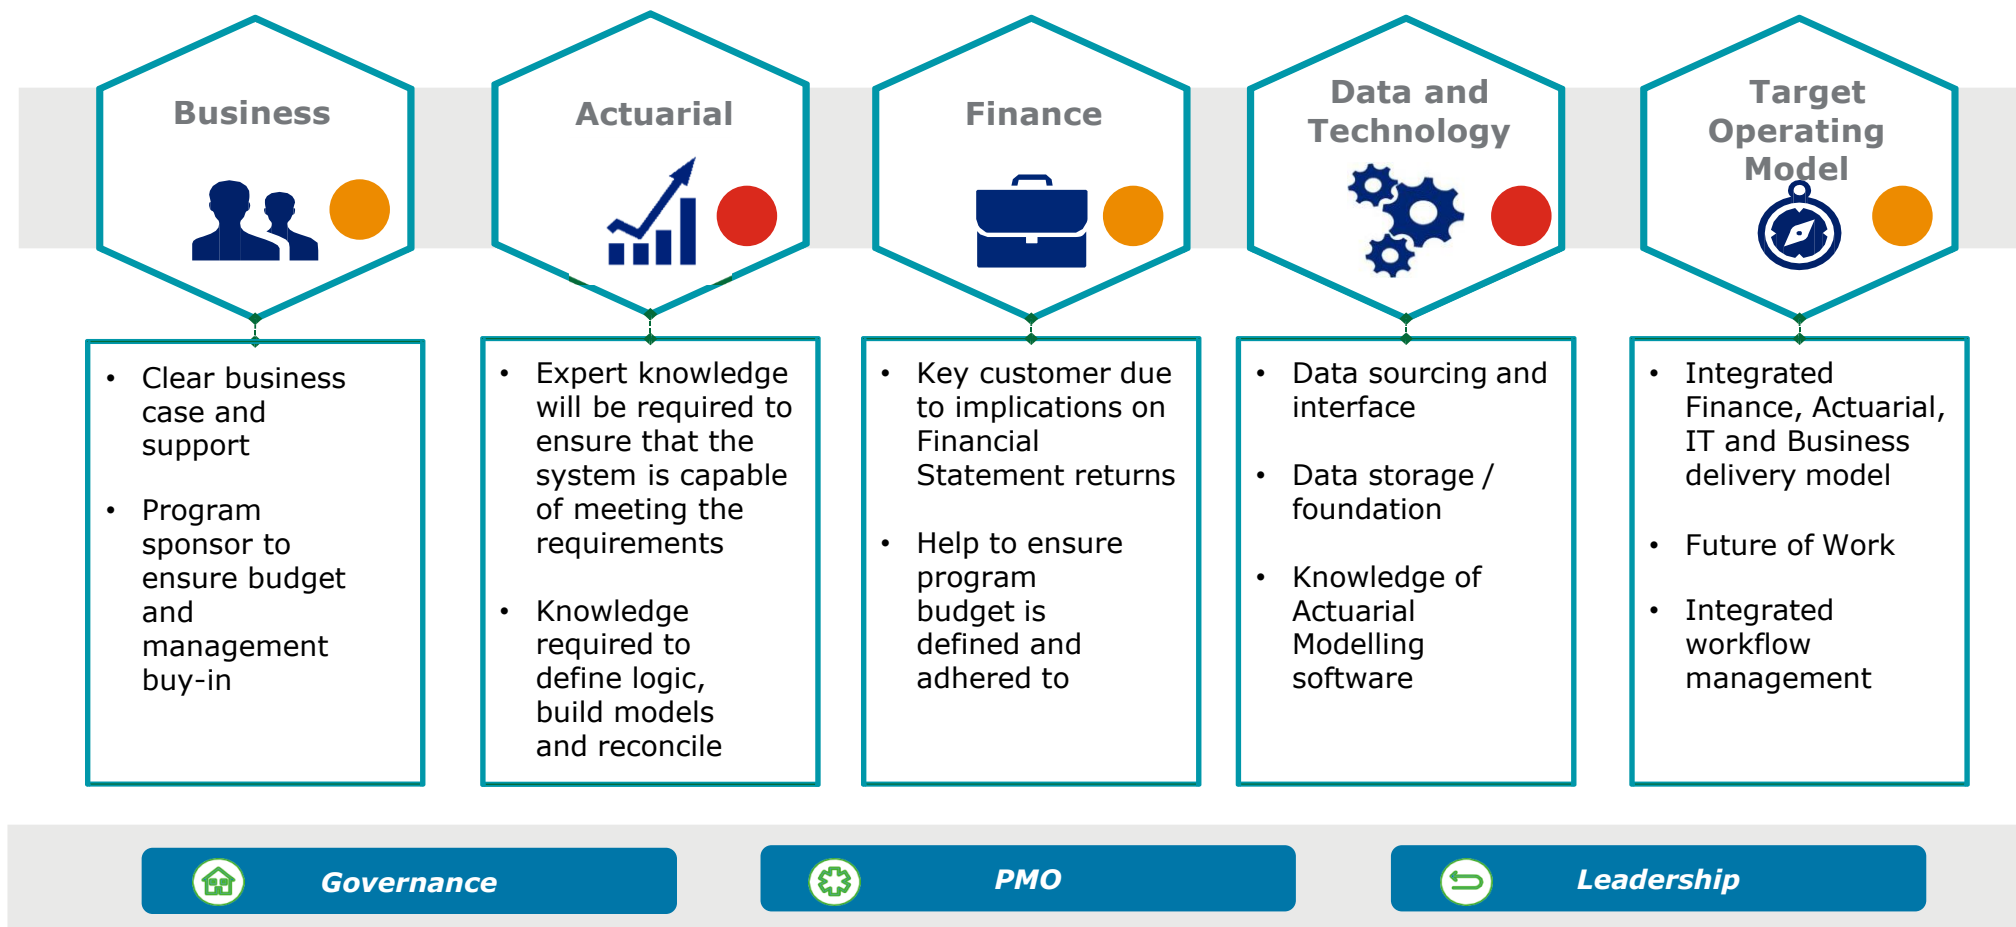 Business
Actuarial
Finance
Data and
Technology
Target
Operating
Model
• Clear business
case and
support
• Program
sponsor to
ensure budget
and
management
buy-in
• Expert knowledge
will be required to
ensure that the
system is capable
of meeting the
requirements
• Knowledge
required to
define logic,
build models
and reconcile
• Key customer due
to implications on
Financial
Statement returns
• Help to ensure
program
budget is
defined and
adhered to
• Data sourcing and
interface
• Data storage /
foundation
• Knowledge of
Actuarial
Modelling
software
• Integrated
Finance, Actuarial,
IT and Business
delivery model
• Future of Work
• Integrated
workflow
management
Governance
PMO
Leadership